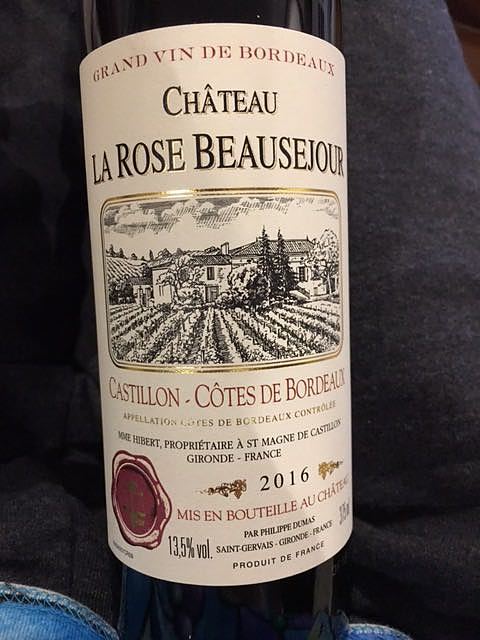 GRAND VIN DE BORDEAUX
CHÂTEAU
LA ROSE BEAUSEJOUR
CASTILLON - CÔTES DE BORDEAUX
APPELLATION CÔTES DE BORDEAUX CONTRÔLÉE
MME HIBERT, PROPRIÉTAIRE À ST MAGNE DE CASTILLON
GIRONDE - FRANCE
2016
MIS EN BOUTEILLE AU CHÂTEAU
PAR PHILIPPE DUMAS
13,5% vol. SAINT-GERVAIS - GIRONDE - FRANCE
PRODUIT DE FRANCE